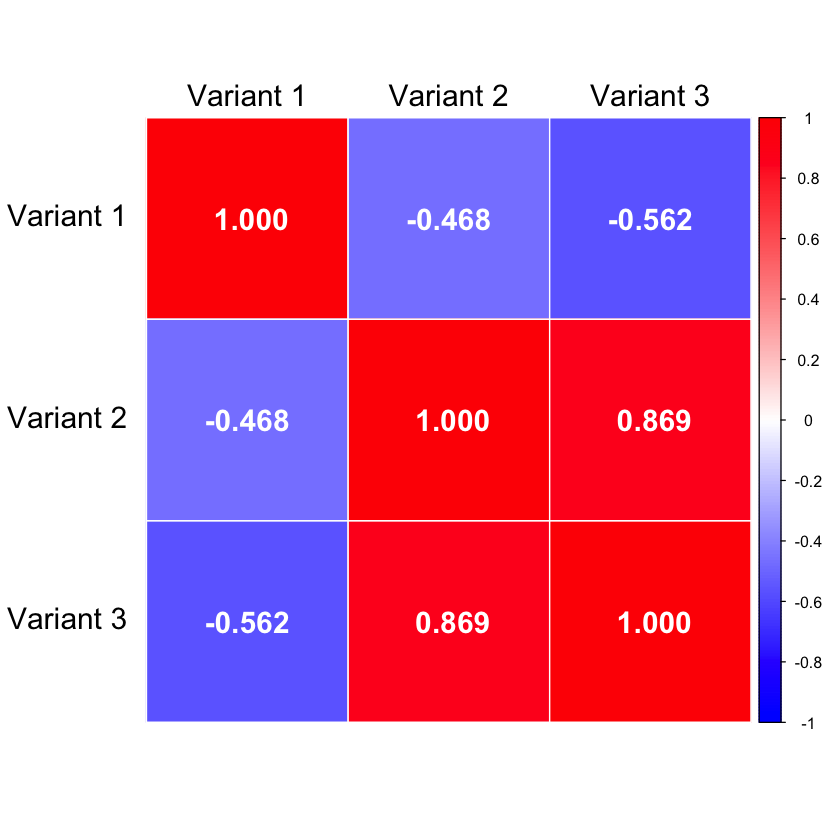 Variant 1 Variant 2 Variant 3
Variant 1 1.000 -0.468 -0.562
Variant 2 -0.468 1.000 0.869
Variant 3 -0.562 0.869 1.000
1
0.8
0.6
0.4
0.2
0
-0.2
-0.4
-0.6
-0.8
-1